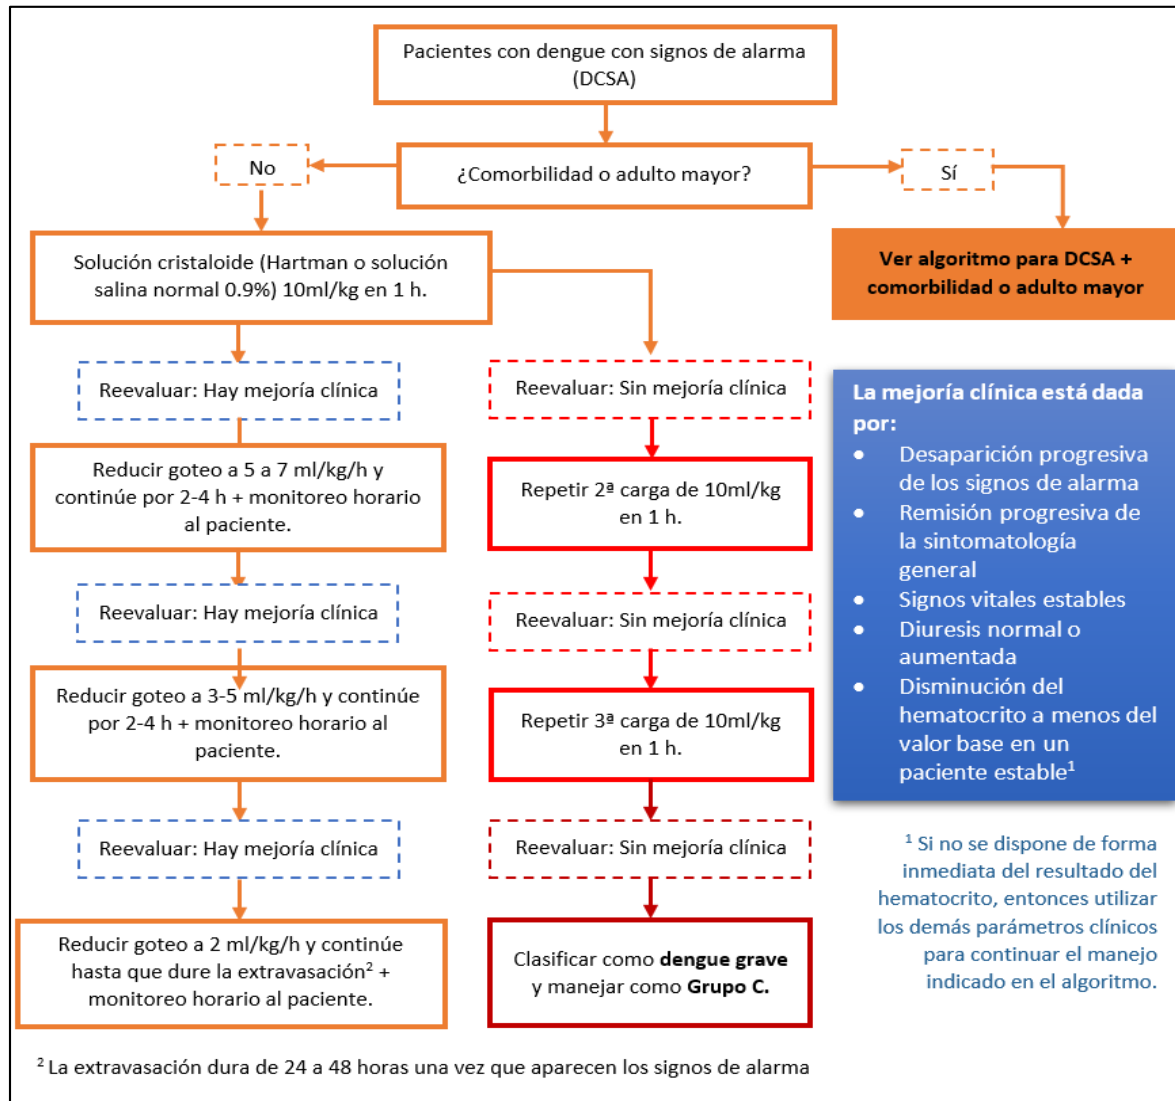 Pacientes con dengue con signos de alarma
(DCSA)
¿Comorbilidad o adulto mayor?
No
Sí
Ver algoritmo para DCSA +
comorbilidad o adulto mayor
Solución cristaloide (Hartman o solución
salina normal 0.9%) 10ml/kg en 1 h.
Reevaluar: Hay mejoría clínica
Reducir goteo a 5 a 7 ml/kg/h y
continúe por 2-4 h + monitoreo horario
al paciente.
Reevaluar: Hay mejoría clínica
Reducir goteo a 3-5 ml/kg/h y continúe
por 2-4 h + monitoreo horario al
paciente.
Reevaluar: Hay mejoría clínica
Reducir goteo a 2 ml/kg/h y continúe
hasta que dure la extravasación² +
monitoreo horario al paciente.
Reevaluar: Sin mejoría clínica
Repetir 2ª carga de 10ml/kg
en 1 h.
Reevaluar: Sin mejoría clínica
Repetir 3ª carga de 10ml/kg
en 1 h.
Reevaluar: Sin mejoría clínica
Clasificar como dengue grave
y manejar como Grupo C.
La mejoría clínica está dada
por:
• Desaparición progresiva
de los signos de alarma
• Remisión progresiva de
la sintomatología
general
• Signos vitales estables
• Diuresis normal o
aumentada
• Disminución del
hematocrito a menos del
valor base en un
paciente estable¹
¹ Si no se dispone de forma
inmediata del resultado del
hematocrito, entonces utilizar
los demás parámetros clínicos
para continuar el manejo
indicado en el algoritmo.
² La extravasación dura de 24 a 48 horas una vez que aparecen los signos de alarma